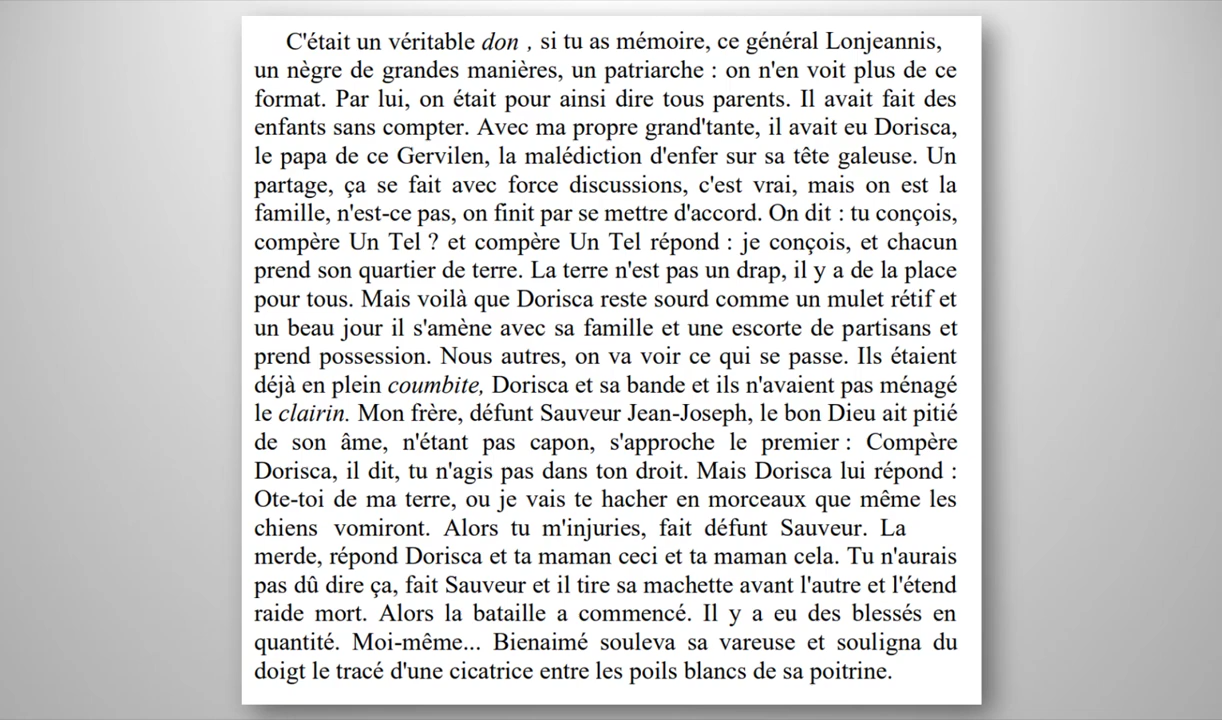 C'était un véritable don , si tu as mémoire, ce général Lonjeannis,
un nègre de grandes manières, un patriarche : on n'en voit plus de ce
format. Par lui, on était pour ainsi dire tous parents. Il avait fait des
enfants sans compter. Avec ma propre grand'tante, il avait eu Dorisca,
le papa de ce Gervilen, la malédiction d'enfer sur sa tête galeuse. Un
partage, ça se fait avec force discussions, c'est vrai, mais on est la
famille, n'est-ce pas, on finit par se mettre d'accord. On dit : tu conçois,
compère Un Tel ? et compère Un Tel répond : je conçois, et chacun
prend son quartier de terre. La terre n'est pas un drap, il y a de la place
pour tous. Mais voilà que Dorisca reste sourd comme un mulet rétif et
un beau jour il s'amène avec sa famille et une escorte de partisans et
prend possession. Nous autres, on va voir ce qui se passe. Ils étaient
déjà en plein coumbite, Dorisca et sa bande et ils n'avaient pas ménagé
le clairin. Mon frère, défunt Sauveur Jean-Joseph, le bon Dieu ait pitié
de son âme, n'étant pas capon, s'approche le premier : Compère
Dorisca, il dit, tu n'agis pas dans ton droit. Mais Dorisca lui répond :
Ote-toi de ma terre, ou je vais te hacher en morceaux que même les
chiens vomiront. Alors tu m'injuries, fait défunt Sauveur. La
merde, répond Dorisca et ta maman ceci et ta maman cela. Tu n'aurais
pas dû dire ça, fait Sauveur et il tire sa machette avant l'autre et l'étend
raide mort. Alors la bataille a commencé. Il y a eu des blessés en
quantité. Moi-même... Bienaimé souleva sa vareuse et souligna du
doigt le tracé d'une cicatrice entre les poils blancs de sa poitrine.